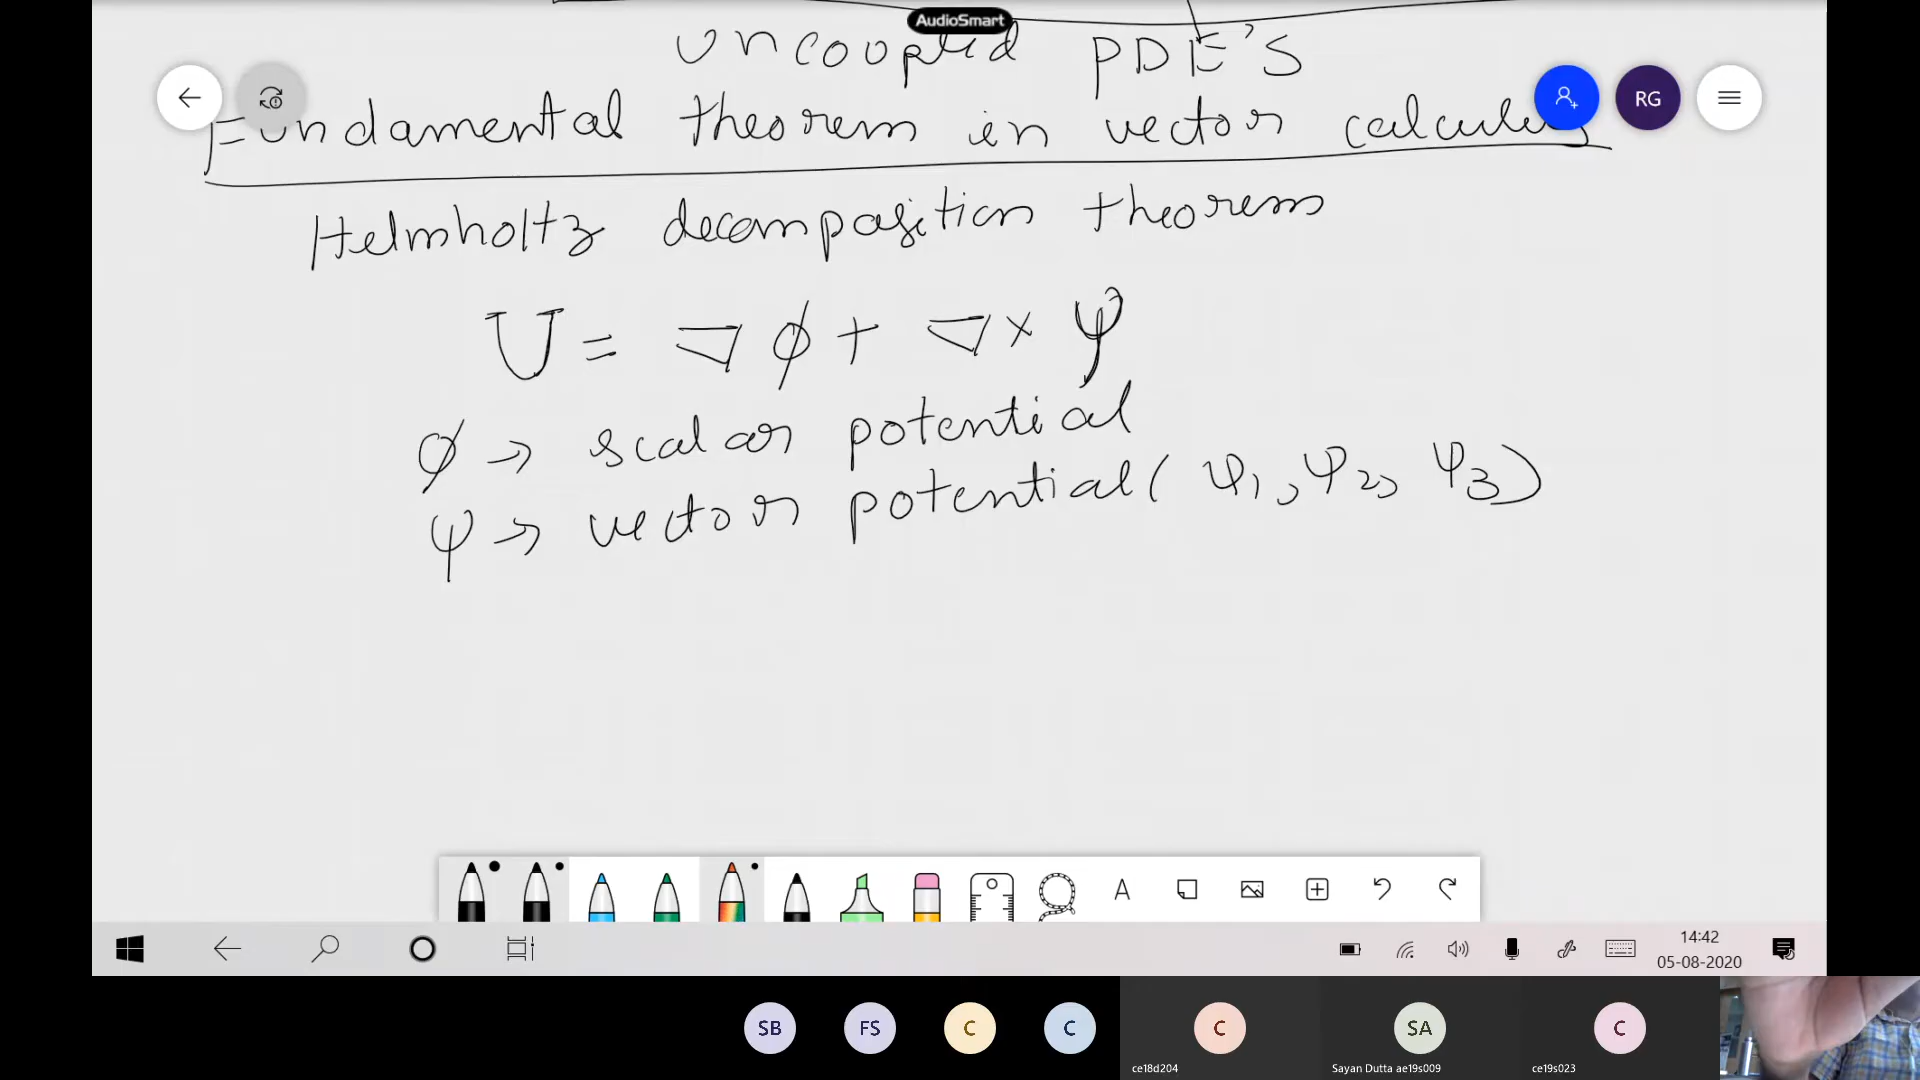 AudioSmart
uncoupled PDE'S
RG
Fundamental theorem in vector calculus
Helmholtz decomposition theorem
U = ∇ϕ + ∇ × ψ
ϕ → scalar potential
ψ → vector potential ( ψ1, ψ2, ψ3)
A
14:42
05-08-2020
SB FS C C C SA C
ce18d204 Sayan Dutta ae19s009 ce19s023